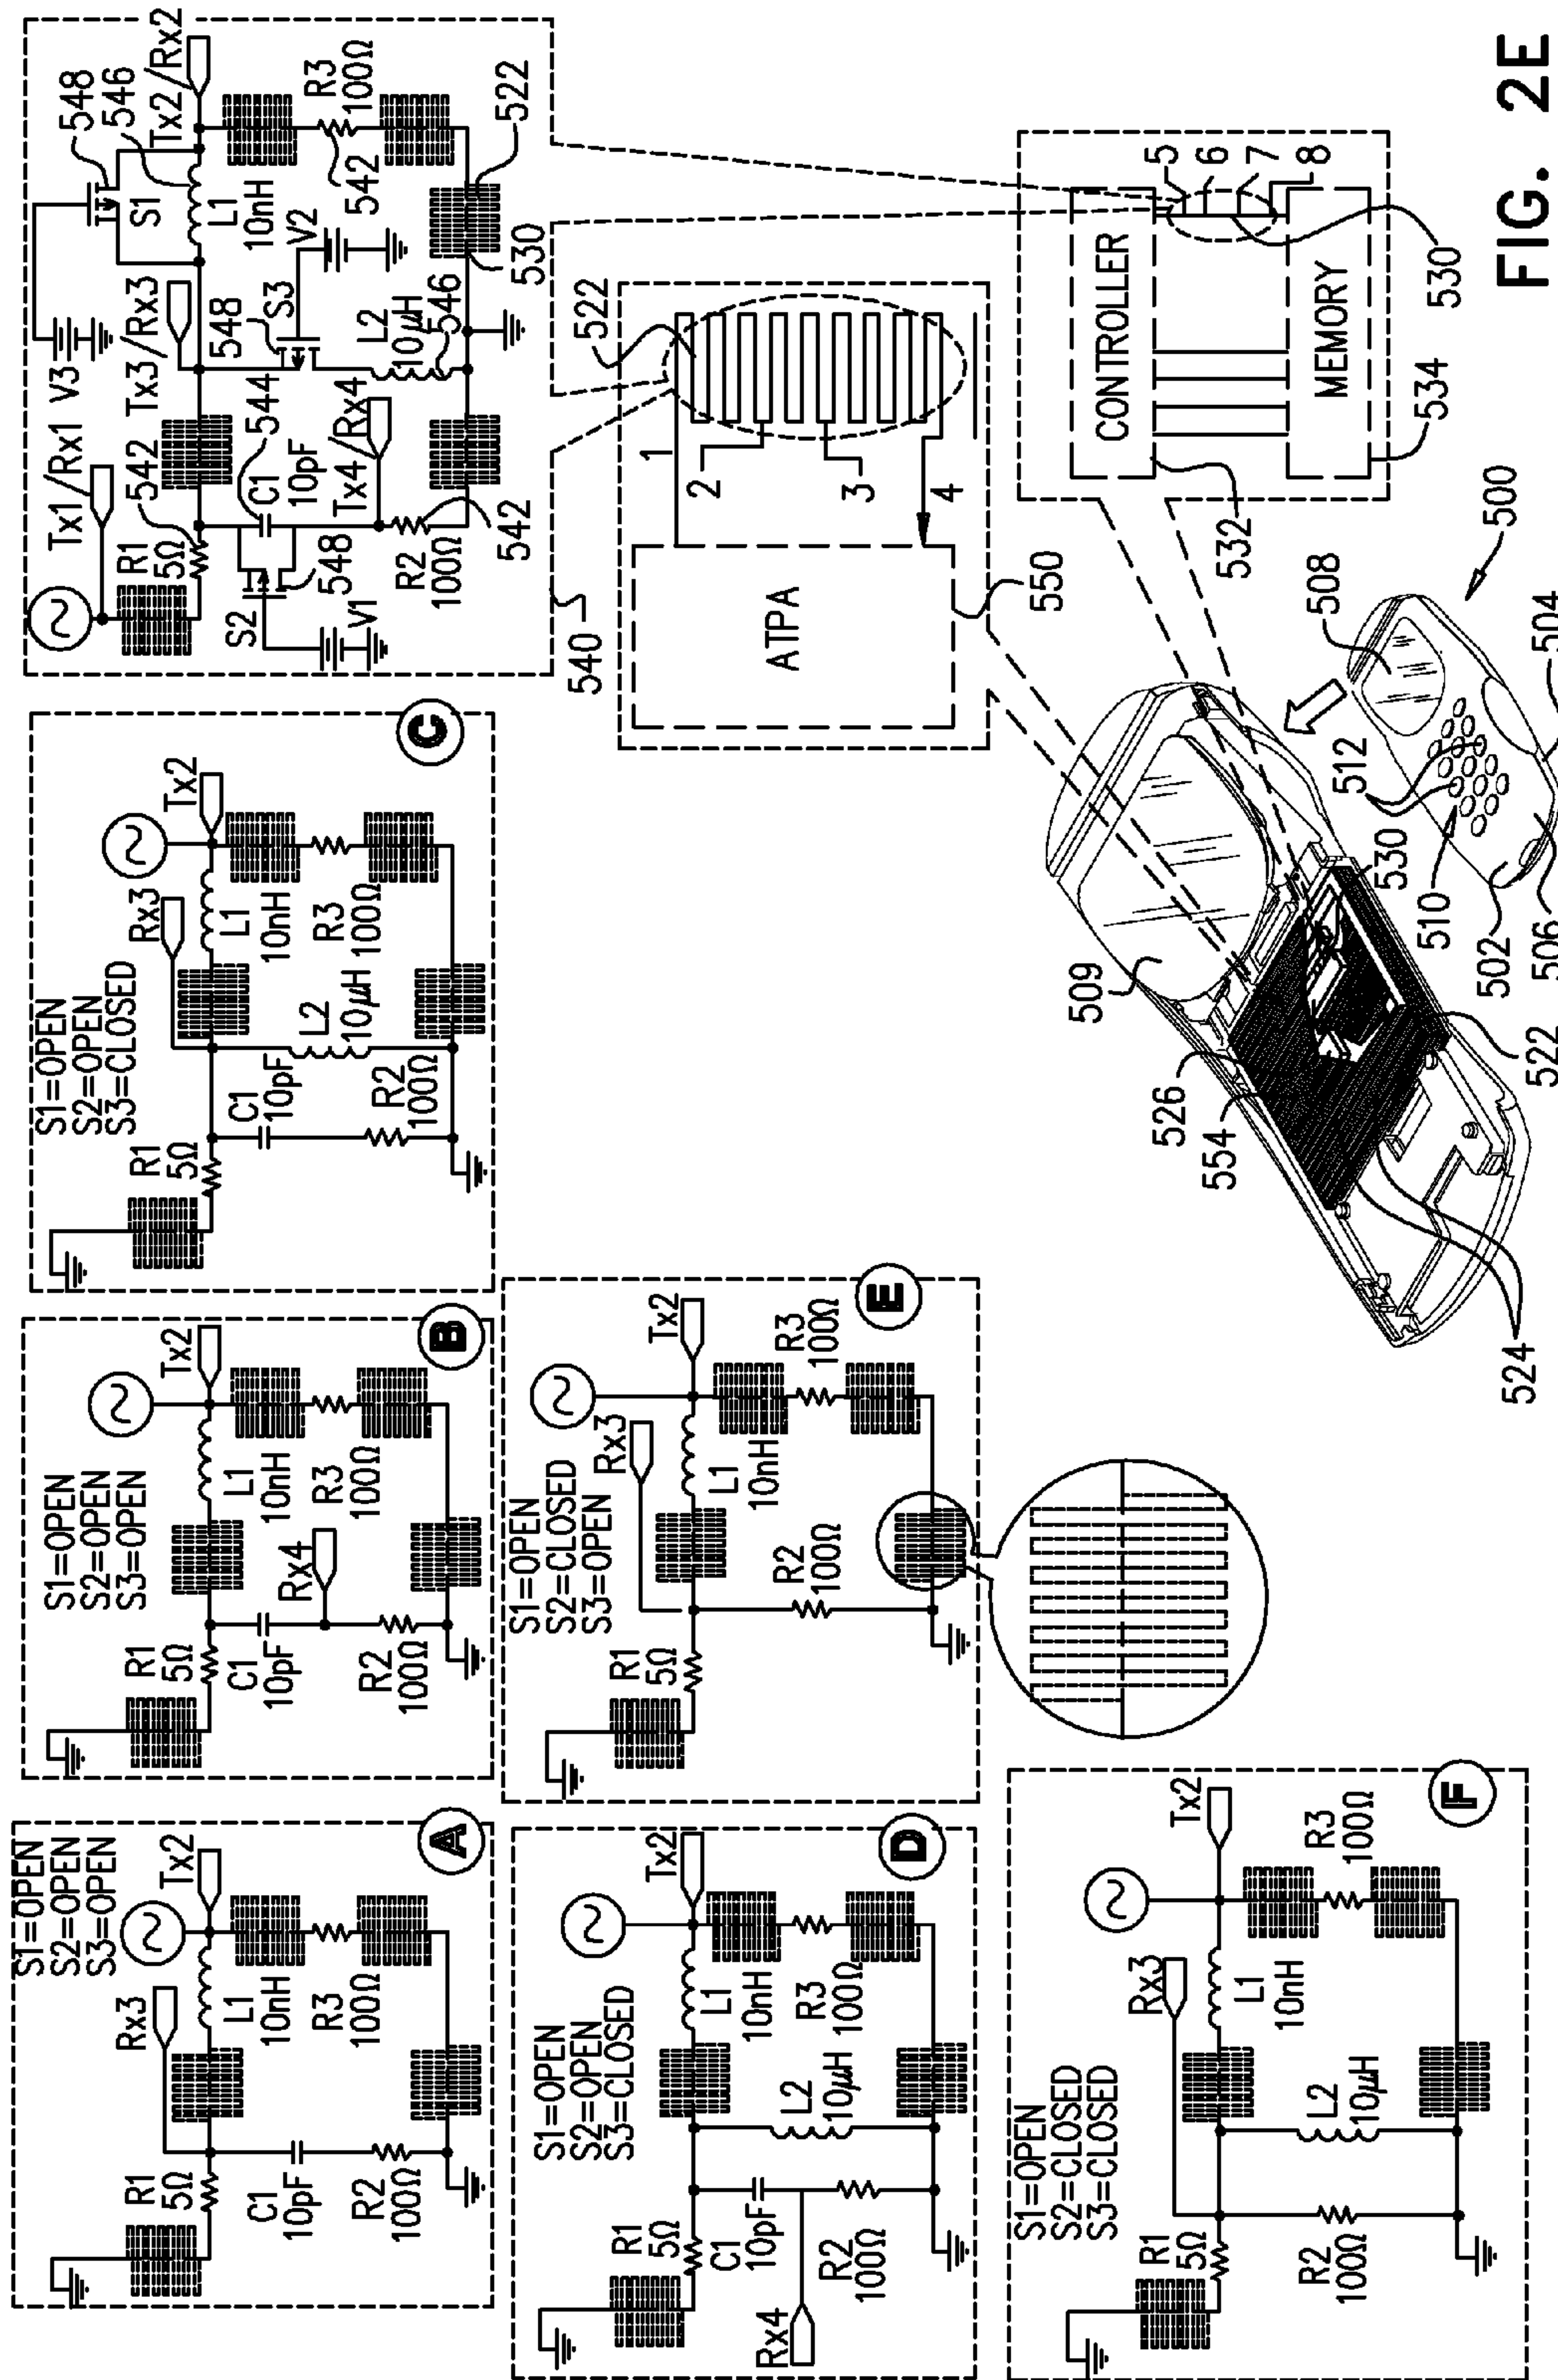 S1=OPEN
S2=OPEN
S3=OPEN
R1
5Ω
Rx3
Tx2
C1
10pF
L1
10nH
R2
100Ω
R3
100Ω
A
S1=OPEN
S2=OPEN
S3=OPEN
R1
5Ω
Tx2
C1
10pF
L1
10nH
Rx4
R2
100Ω
R3
100Ω
B
S1=OPEN
S2=OPEN
S3=CLOSED
R1
5Ω
Rx3
Tx2
C1
10pF
L1
10nH
L2
10µH
R2
100Ω
R3
100Ω
C
Tx1/Rx1
V3
Tx3/Rx3
548
546
Tx2/Rx2
R1
5Ω
542
S1
L1
10nH
S2
C1
10pF
544
548
S3
V2
R3
100Ω
542
548
Tx4/Rx4
L2
10µH
546
V1
R2
100Ω
542
530
522
540
S1=OPEN
S2=OPEN
S3=CLOSED
R1
5Ω
Tx2
C1
10pF
L1
10nH
L2
10µH
Rx4
R2
100Ω
R3
100Ω
D
S1=OPEN
S2=CLOSED
S3=OPEN
R1
5Ω
Rx3
Tx2
L1
10nH
R2
100Ω
R3
100Ω
E
ATPA
550
1
2
3
4
522
S1=OPEN
S2=CLOSED
S3=CLOSED
R1
5Ω
Rx3
Tx2
L1
10nH
L2
10µH
R2
100Ω
R3
100Ω
F
CONTROLLER
532
5
6
7
8
MEMORY
534
530
509
526
554
524
522
530
500
508
512
510
502
506
504
FIG. 2E